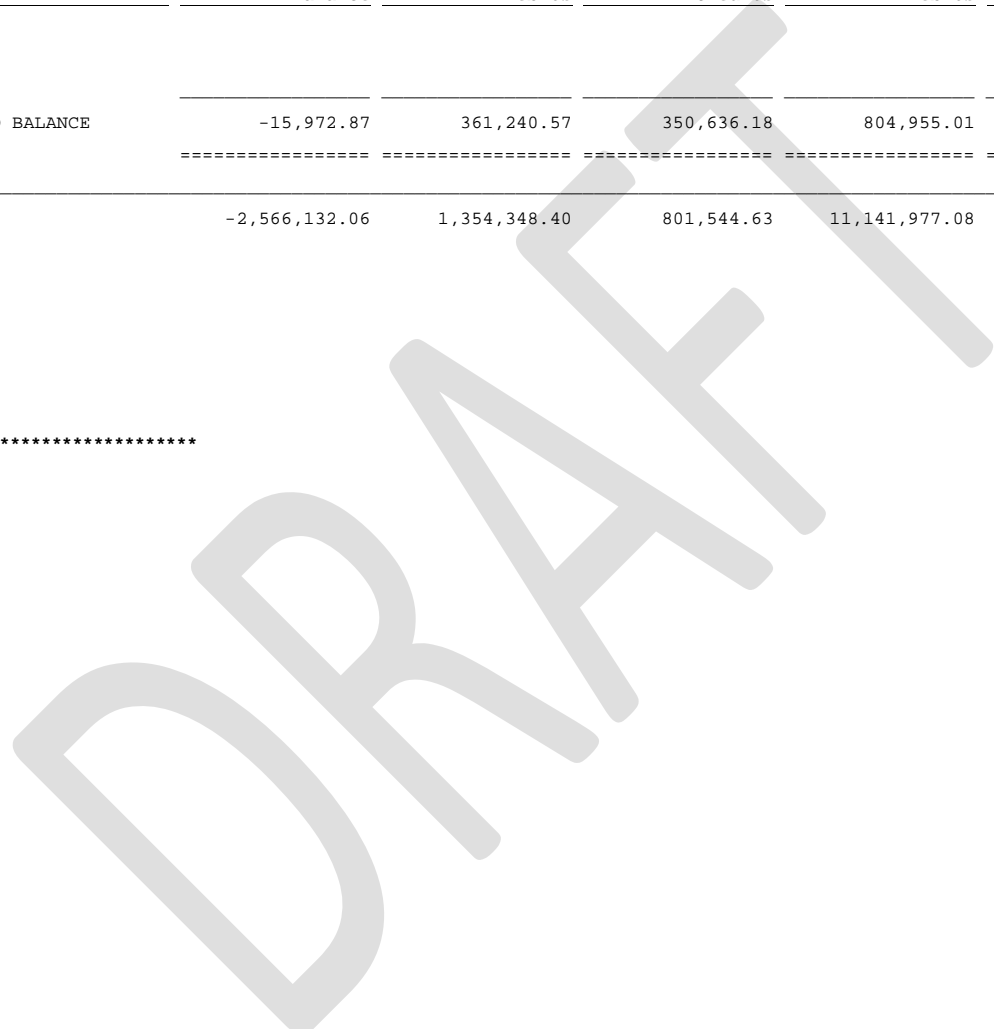 BALANCE -15,972.87 361,240.57 350,636.18 804,955.01
================= ================= ================= ================= =
-2,566,132.06 1,354,348.40 801,544.63 11,141,977.08
*******************
DRAFT